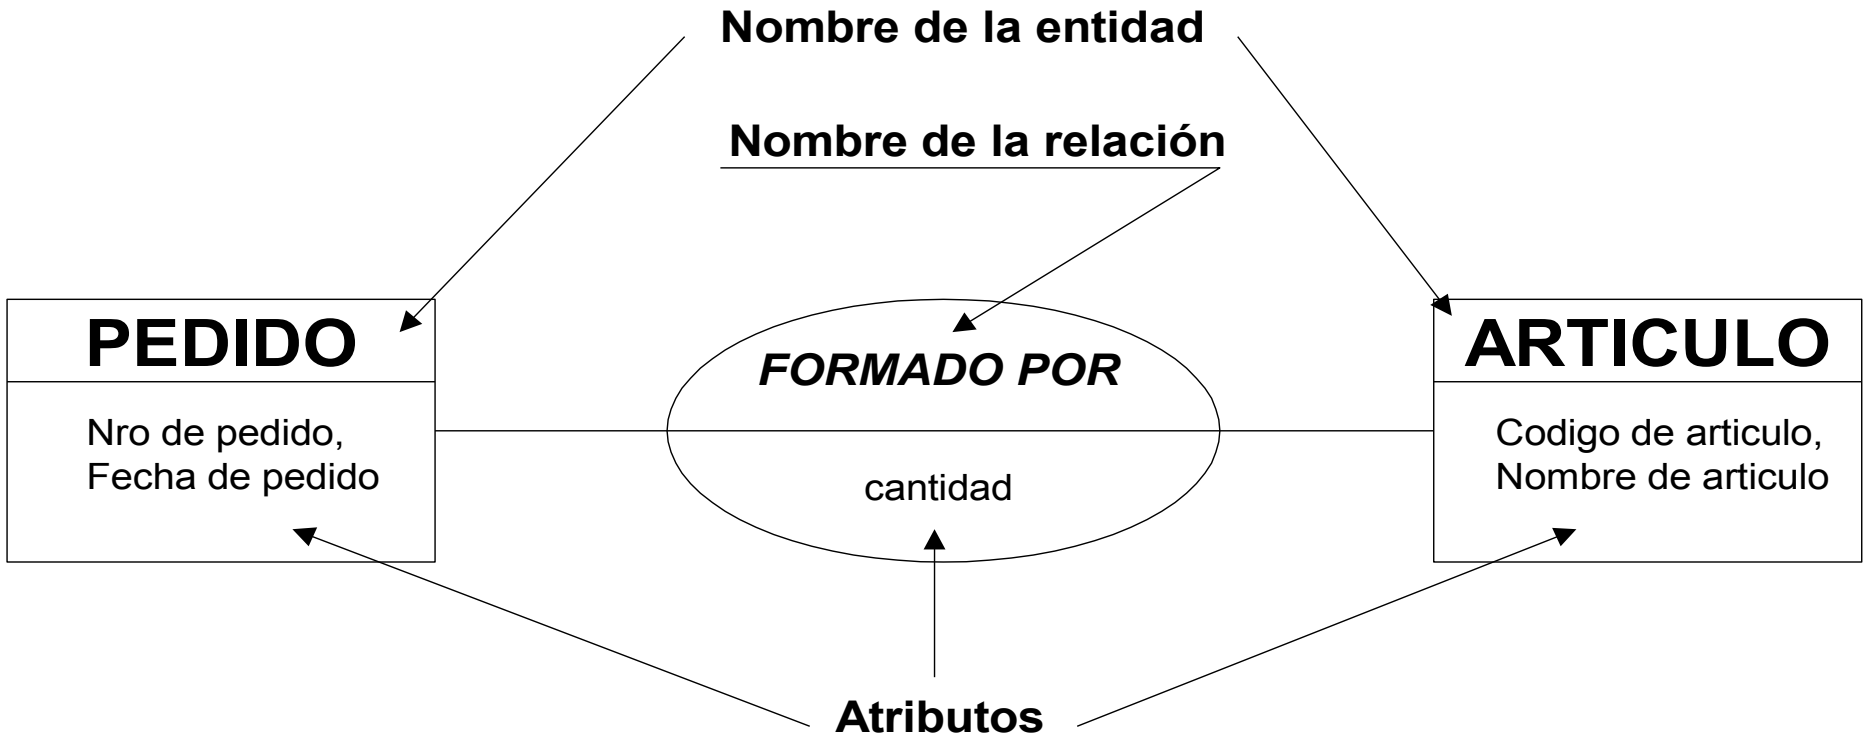 Nombre de la entidad
Nombre de la relación
PEDIDO
Nro de pedido,
Fecha de pedido
FORMADO POR
cantidad
ARTICULO
Codigo de articulo,
Nombre de articulo
Atributos